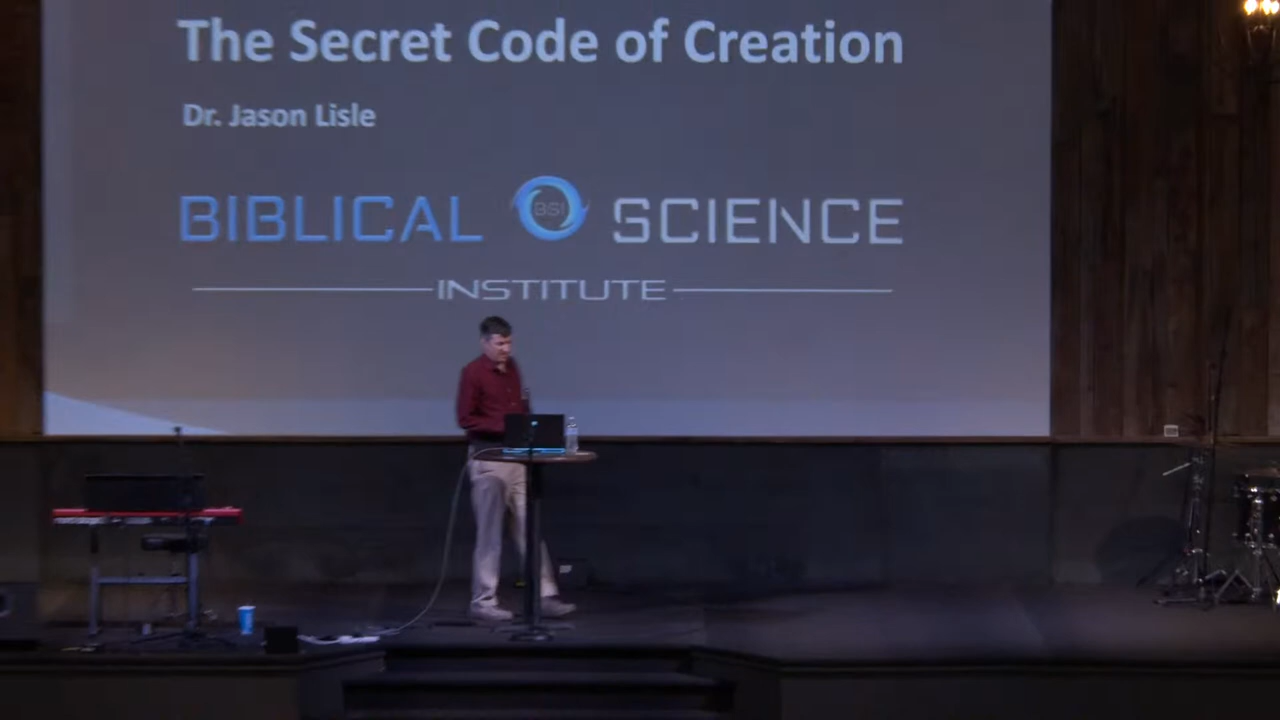 The Secret Code of Creation
Dr. Jason Lisle
BIBLICAL BSI SCIENCE
INSTITUTE